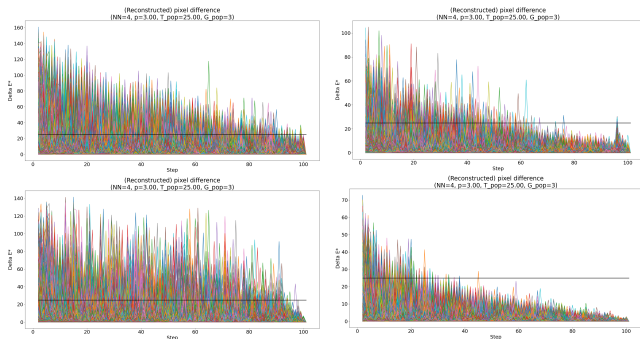 (Reconstructed) pixel difference
(NN=4, p=3.00, T_pop=25.00, G_pop=3)
160
140
120
100
80
60
40
20
0
Delta E*
0 20 40 60 80 100
Step
(Reconstructed) pixel difference
(NN=4, p=3.00, T_pop=25.00, G_pop=3)
100
80
60
40
20
0
Delta E*
0 20 40 60 80 100
Step
(Reconstructed) pixel difference
(NN=4, p=3.00, T_pop=25.00, G_pop=3)
140
120
100
80
60
40
20
0
Delta E*
0 20 40 60 80 100
Step
(Reconstructed) pixel difference
(NN=4, p=3.00, T_pop=25.00, G_pop=3)
70
60
50
40
30
20
10
0
Delta E*
0 20 40 60 80 100
Step